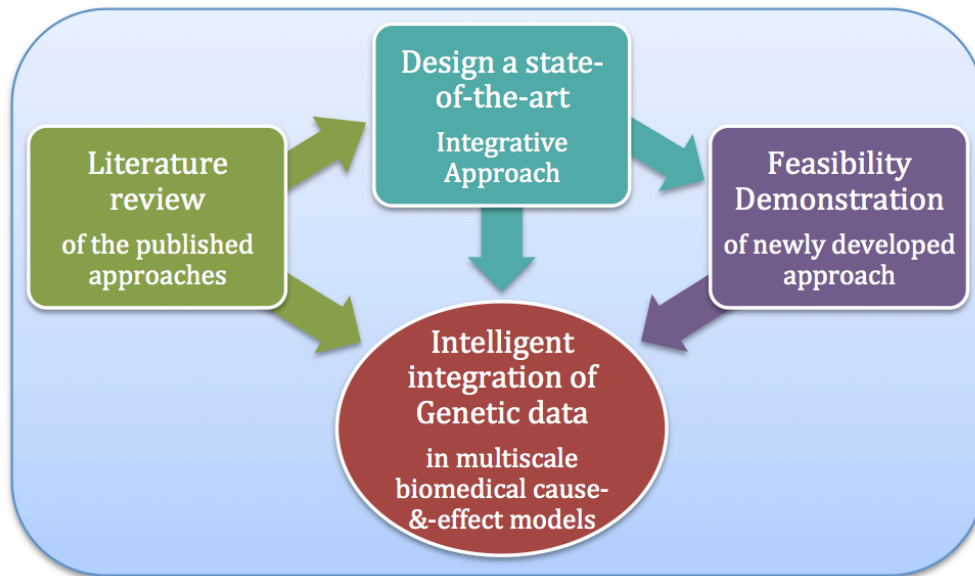 Design a state-
of-the-art
Integrative
Approach
Literature
review
of the published
approaches
Feasibility
Demonstration
of newly developed
approach
Intelligent
integration of
Genetic data
in multiscale
biomedical cause-
&-effect models